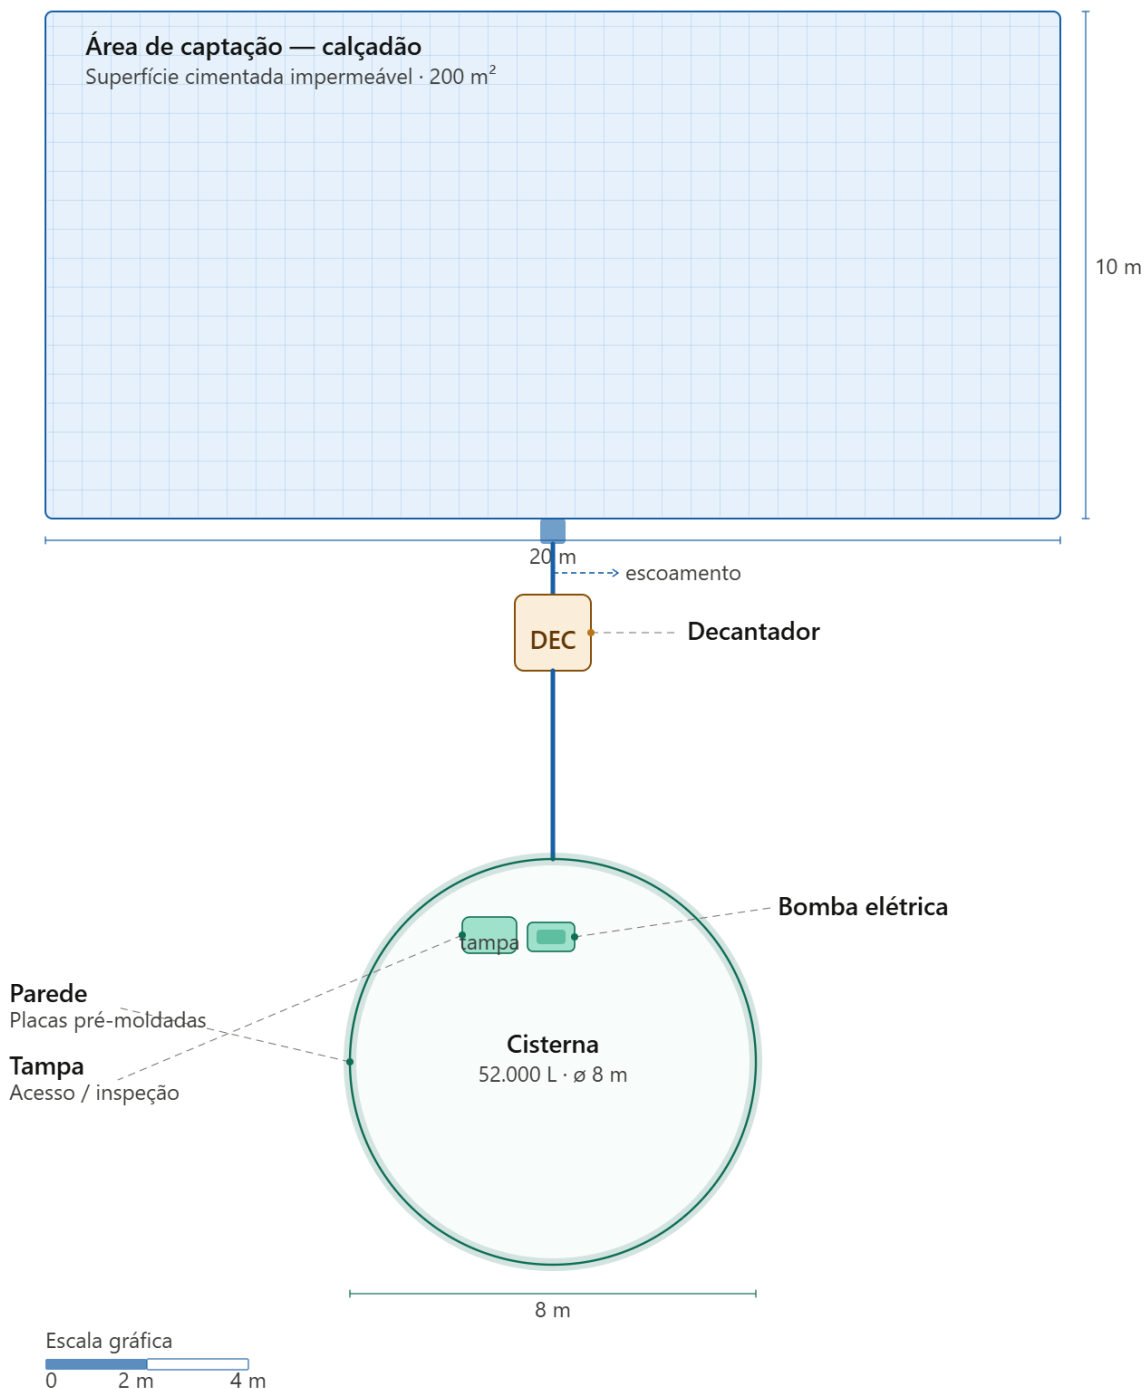 Área de captação — calçadão
Superfície cimentada impermeável · 200 m²
10 m
20 m
escoamento
DEC
Decantador
Bomba elétrica
tampa
Parede
Placas pré-moldadas
Tampa
Acesso / inspeção
Cisterna
52.000 L · ø 8 m
8 m
Escala gráfica
0 2 m 4 m